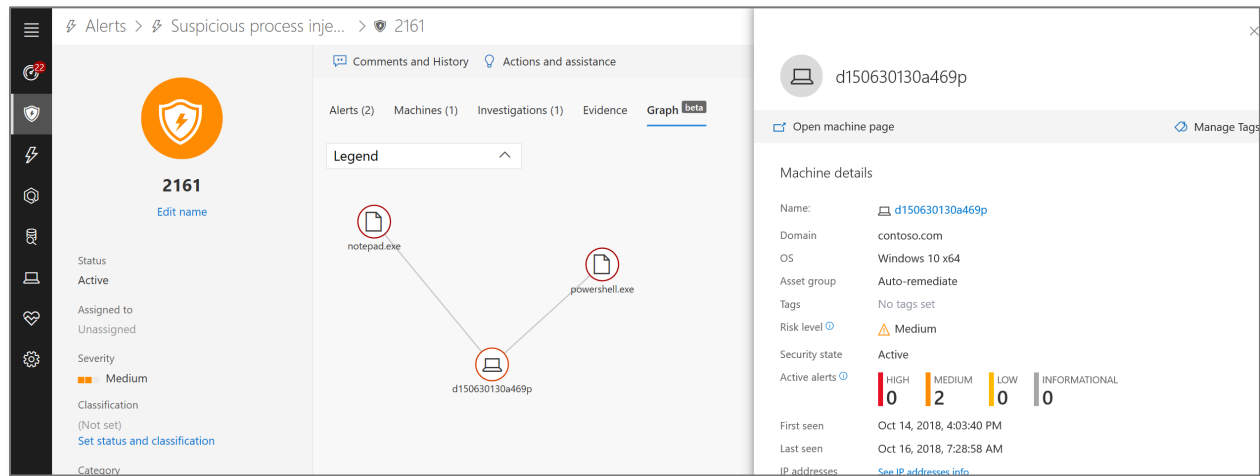 Alerts > Suspicious process inje... > 2161
22
2161
Edit name
Status
Active
Assigned to
Unassigned
Severity
Medium
Classification
(Not set)
Set status and classification
Category
Comments and History Actions and assistance
Alerts (2) Machines (1) Investigations (1) Evidence Graph beta
Legend
notepad.exe
powershell.exe
d150630130a469p
d150630130a469p
Open machine page Manage Tags
Machine details
Name: d150630130a469p
Domain contoso.com
OS Windows 10 x64
Asset group Auto-remediate
Tags No tags set
Risk level Medium
Security state Active
Active alerts HIGH 0 MEDIUM 2 LOW 0 INFORMATIONAL 0
First seen Oct 14, 2018, 4:03:40 PM
Last seen Oct 16, 2018, 7:28:58 AM
IP addresses See IP addresses info